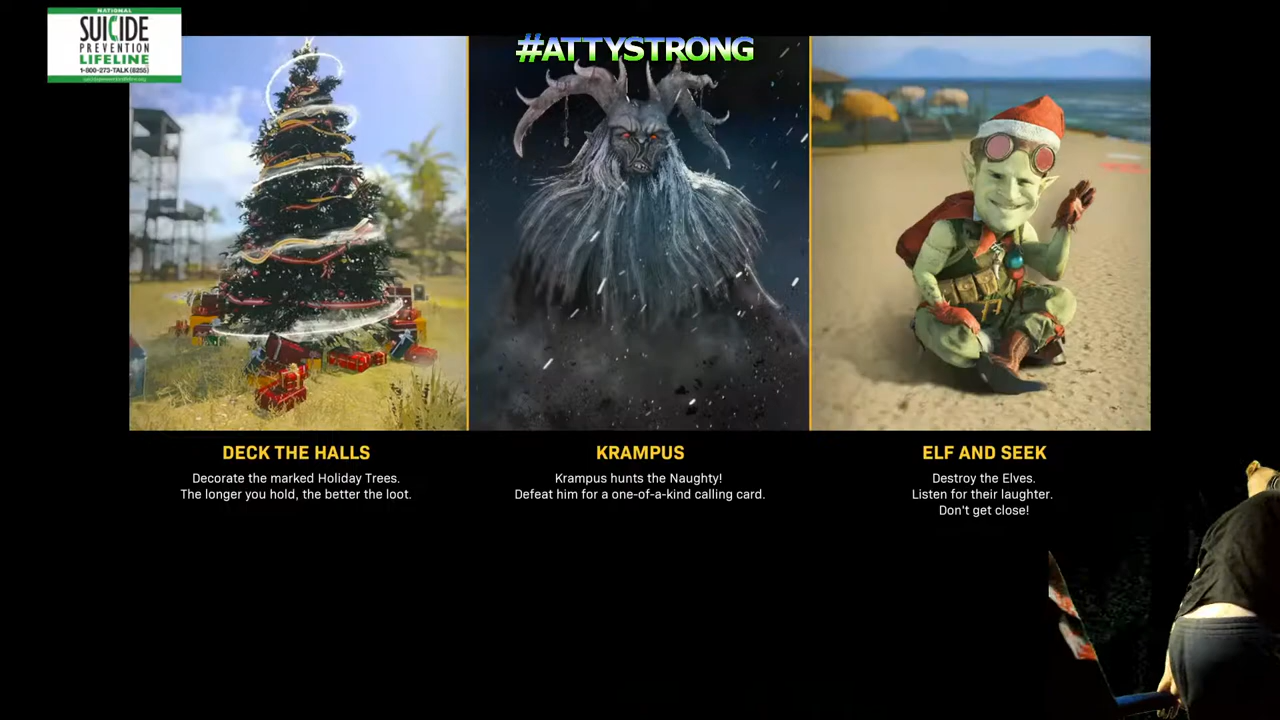 NATIONAL
SUICIDE
PREVENTION
LIFELINE
1-800-273-TALK (8255)
suicidepreventionlifeline.org
#ATTYSTRONG
DECK THE HALLS
Decorate the marked Holiday Trees.
The longer you hold, the better the loot.
KRAMPUS
Krampus hunts the Naughty!
Defeat him for a one-of-a-kind calling card.
ELF AND SEEK
Destroy the Elves.
Listen for their laughter.
Don't get close!